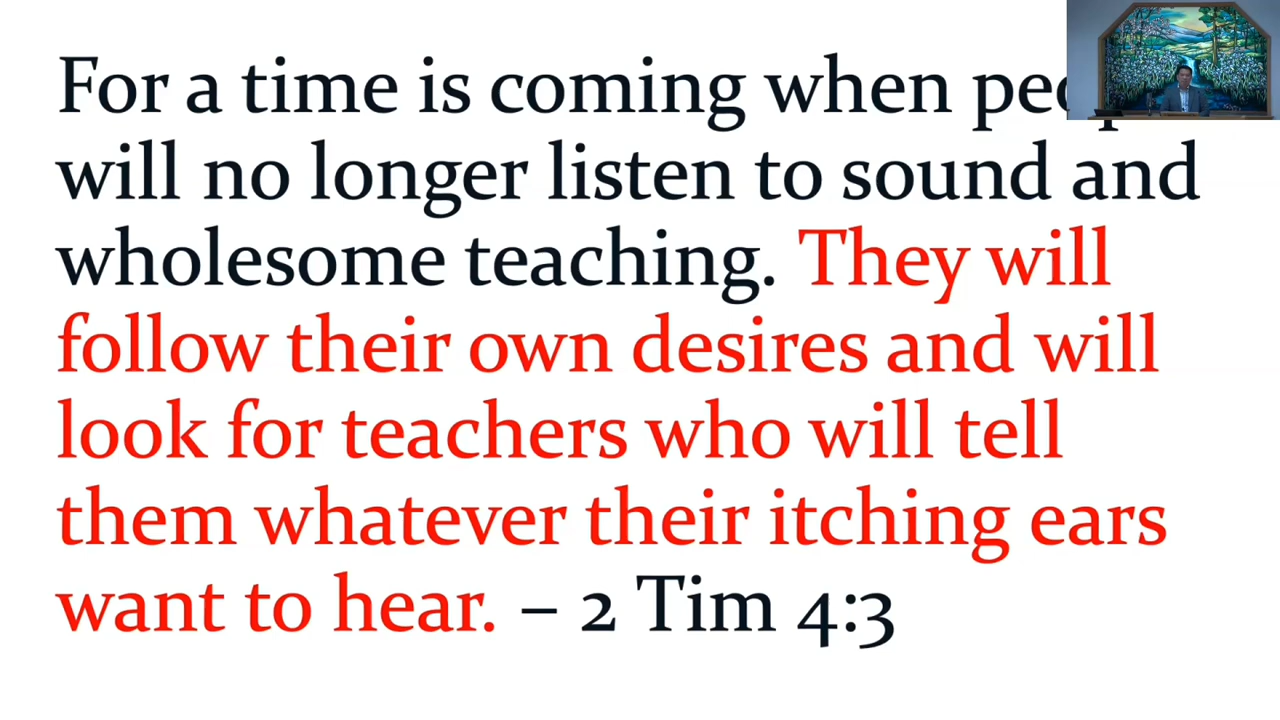 For a time is coming when
will no longer listen to sound and
wholesome teaching. They will
follow their own desires and will
look for teachers who will tell
them whatever their itching ears
want to hear. – 2 Tim 4:3